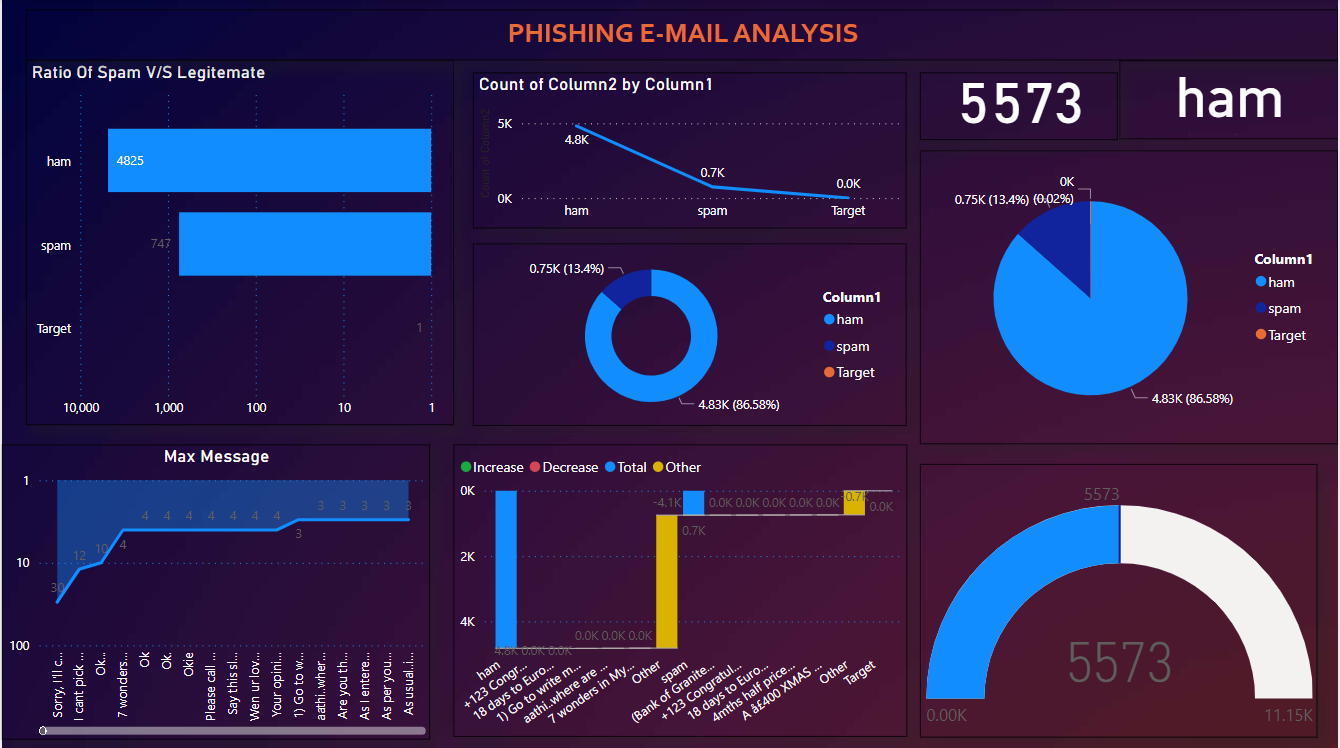 PHISHING E-MAIL ANALYSIS
Ratio Of Spam V/S Legitemate
ham
4825
spam
747
Target
1
10,000 1,000 100 10 1
Count of Column2 by Column1
Count of Column2
5K
0K
4.8K
0.7K
0.0K
ham spam Target
5573
ham
0.75K (13.4%)
4.83K (86.58%)
Column1
ham
spam
Target
0K
0.75K (13.4%) (0.02%)
4.83K (86.58%)
Column1
ham
spam
Target
Max Message
1
10
100
30 12 10 4 4 4 4 4 4 4 4 3 3 3 3 3 3
Sorry, I'll c...
I cant pick ...
Ok...
7 wonders...
Ok
Ok.
Okie
Please call ...
Say this sl...
Wen ur lov...
Your opini...
1) Go to w...
aathi..wher...
Are you th...
As I entere...
As per you...
As usual..i...
Increase Decrease Total Other
0K
2K
4K
4.8K 0.0K 0.0K
0.0K 0.0K 0.0K
-4.1K
0.7K
0.0K 0.0K 0.0K 0.0K 0.0K
-0.7K
0.0K
ham
+123 Congr...
18 days to Euro...
1) Go to write m...
aathi..where are ...
7 wonders in My...
Other
spam
(Bank of Granite...
+123 Congratul...
18 days to Euro...
4mths half price...
A å£400 XMAS ...
Other
Target
5573
5573
0.00K
11.15K